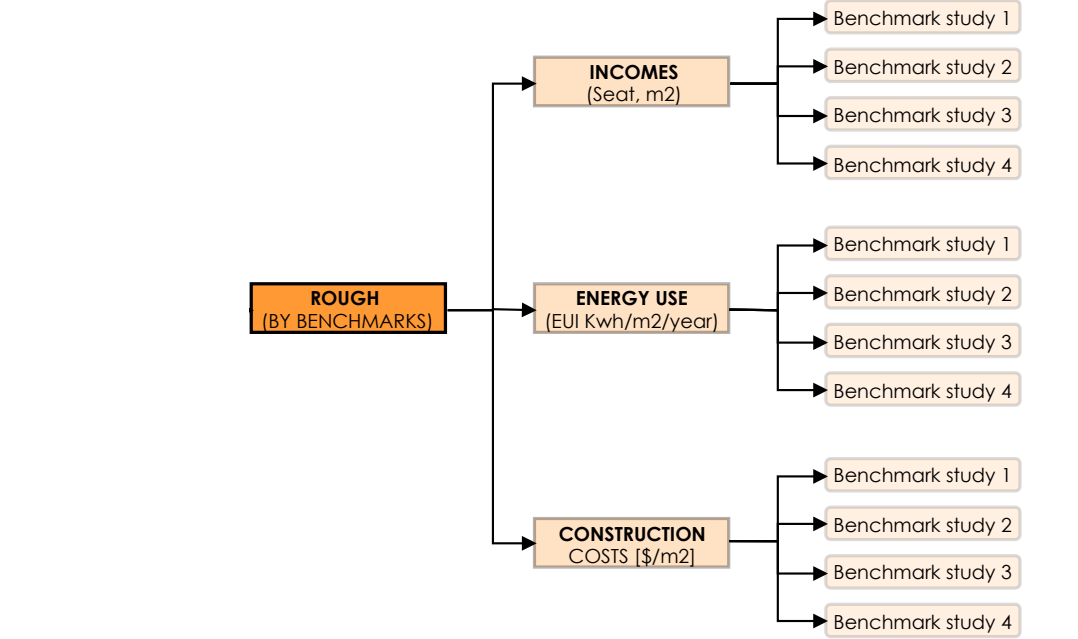 ROUGH
(BY BENCHMARKS)
INCOMES
(Seat, m2)
Benchmark study 1
Benchmark study 2
Benchmark study 3
Benchmark study 4
ENERGY USE
(EUI Kwh/m2/year)
Benchmark study 1
Benchmark study 2
Benchmark study 3
Benchmark study 4
CONSTRUCTION
COSTS [$/m2]
Benchmark study 1
Benchmark study 2
Benchmark study 3
Benchmark study 4